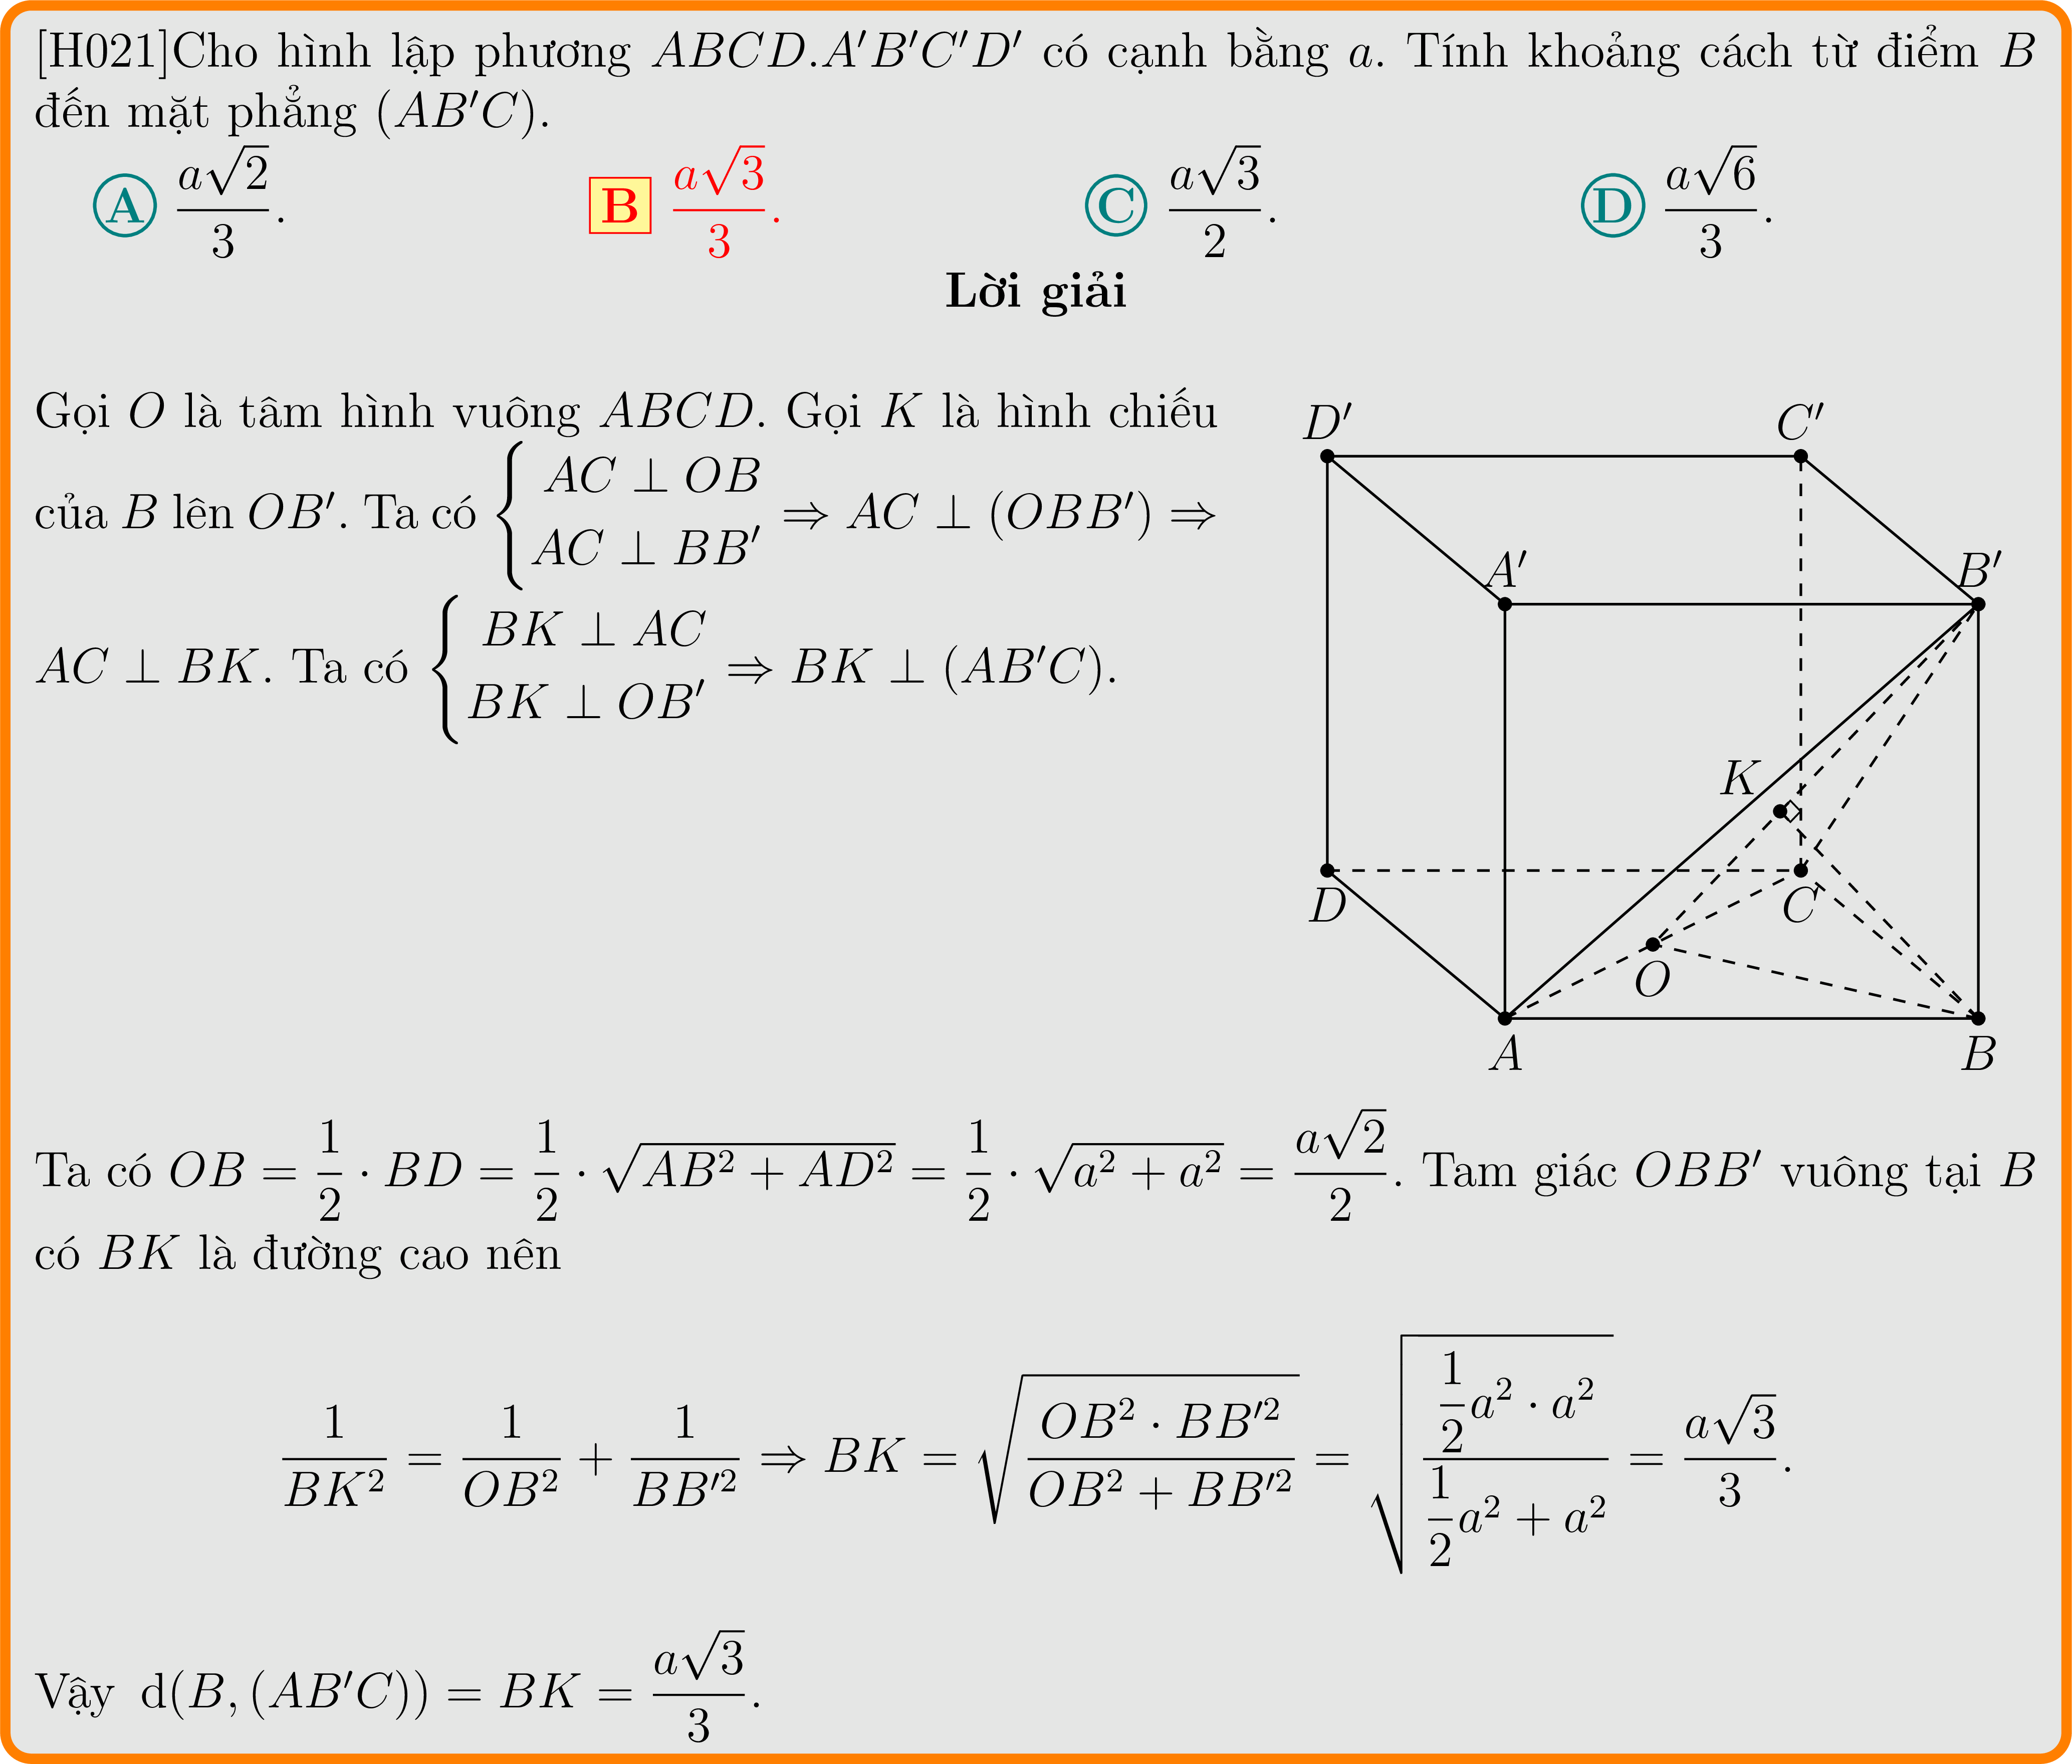 [H021]Cho hình lập phương ABCD.A′B′C′D′ có cạnh bằng a. Tính khoảng cách từ điểm B
đến mặt phẳng (AB′C).
A $\frac{a\sqrt{2}}{3}$. B $\frac{a\sqrt{3}}{3}$. C $\frac{a\sqrt{3}}{2}$. D $\frac{a\sqrt{6}}{3}$.
Lời giải
Gọi O là tâm hình vuông ABCD. Gọi K là hình chiếu
của B lên OB′. Ta có $\begin{cases} AC \perp OB \\ AC \perp BB' \end{cases}$ ⇒ AC ⊥ (OBB′) ⇒
AC ⊥ BK. Ta có $\begin{cases} BK \perp AC \\ BK \perp OB' \end{cases}$ ⇒ BK ⊥ (AB′C).
D′ C′
A′ B′
K
D C
O
A B
Ta có $OB = \frac{1}{2} \cdot BD = \frac{1}{2} \cdot \sqrt{AB^2 + AD^2} = \frac{1}{2} \cdot \sqrt{a^2 + a^2} = \frac{a\sqrt{2}}{2}$. Tam giác OBB′ vuông tại B
có BK là đường cao nên
$\frac{1}{BK^2} = \frac{1}{OB^2} + \frac{1}{BB'^2} \Rightarrow BK = \sqrt{\frac{OB^2 \cdot BB'^2}{OB^2 + BB'^2}} = \sqrt{\frac{\frac{1}{2}a^2 \cdot a^2}{\frac{1}{2}a^2 + a^2}} = \frac{a\sqrt{3}}{3}$.
Vậy d(B, (AB′C)) = BK = $\frac{a\sqrt{3}}{3}$.